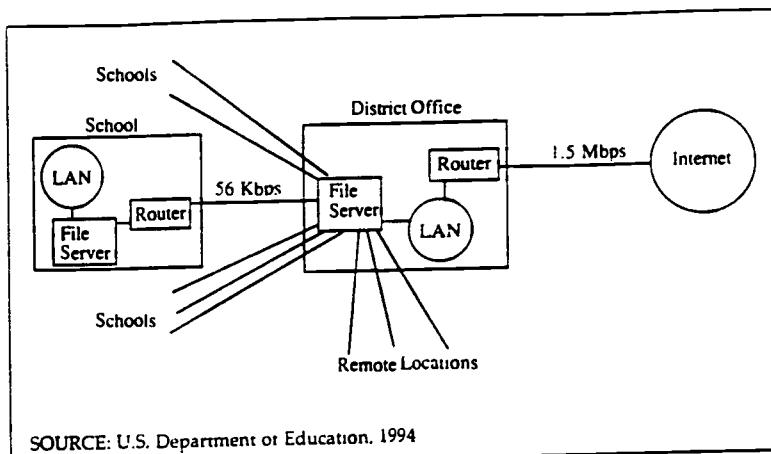 Schools
District Office
School
LAN
File
Server
Router
56 Kbps
File
Server
LAN
Router
1.5 Mbps
Internet
Schools
Remote Locations
SOURCE: U.S. Department of Education, 1994